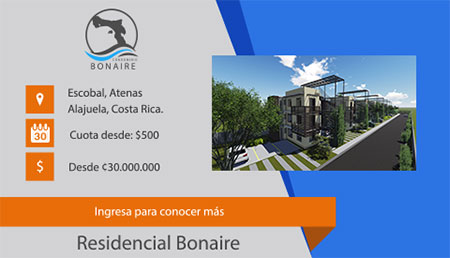 CONDOMINIO
BONAIRE
Escobal, Atenas
Alajuela, Costa Rica.
30
Cuota desde: $500
$
Desde ¢30.000.000
Ingresa para conocer más
Residencial Bonaire